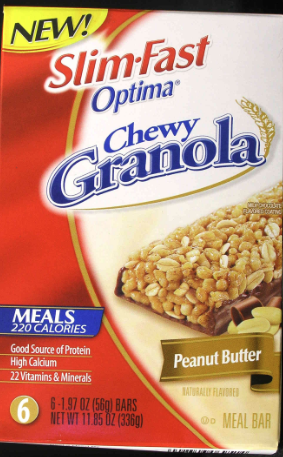 NEW!
Slim·Fast
Optima®
Chewy
Granola
MEALS
220 CALORIES
Good Source of Protein
High Calcium
22 Vitamins & Minerals
Peanut Butter
NATURALLY FLAVORED
6
6 -1.97 OZ (56g) BARS
NET WT 11.85 OZ (336g)
MEAL BAR